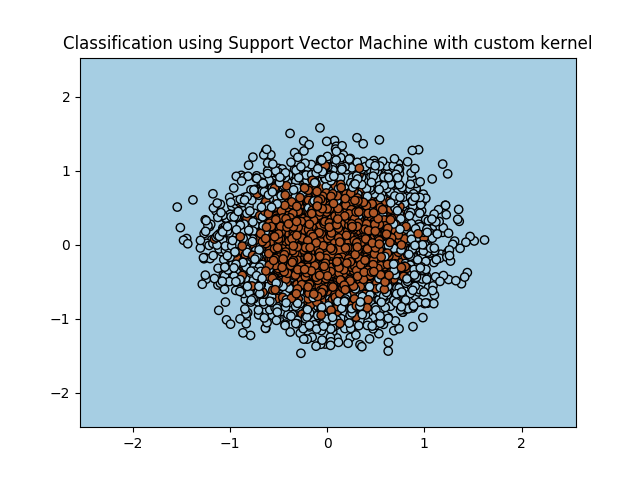 Classification using Support Vector Machine with custom kernel
2
1
0
−1
−2
−2 −1 0 1 2